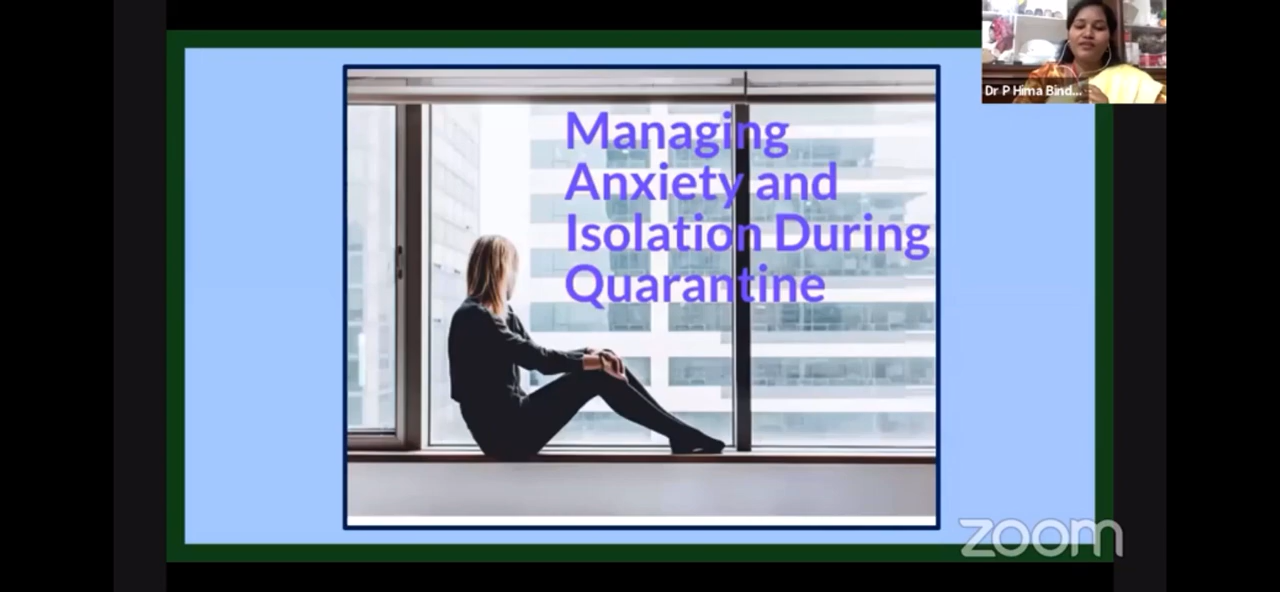 Managing
Anxiety and
Isolation During
Quarantine
Dr P Hima Bind...
zoom